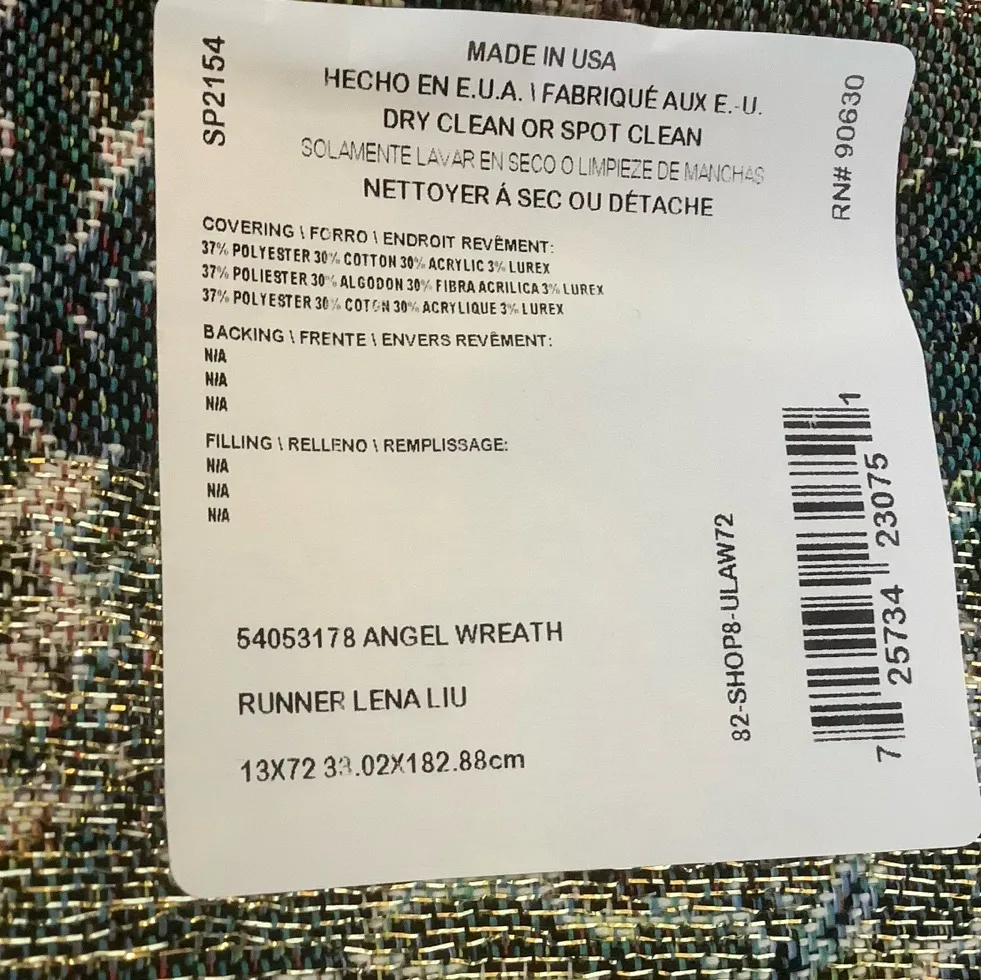 SP2154
MADE IN USA
HECHO EN E.U.A. \ FABRIQUÉ AUX E.-U.
DRY CLEAN OR SPOT CLEAN
SOLAMENTE LAVAR EN SECO O LIMPIEZE DE MANCHAS
NETTOYER Á SEC OU DÉTACHE
RN# 90630
COVERING \ FORRO \ ENDROIT REVÊMENT:
37% POLYESTER 30% COTTON 30% ACRYLIC 3% LUREX
37% POLIESTER 30% ALGODON 30% FIBRA ACRILICA 3% LUREX
37% POLYESTER 30% COTON 30% ACRYLIQUE 3% LUREX
BACKING \ FRENTE \ ENVERS REVÊMENT:
N/A
N/A
N/A
FILLING \ RELLENO \ REMPLISSAGE:
N/A
N/A
N/A
54053178 ANGEL WREATH
RUNNER LENA LIU
13X72 33.02X182.88cm
82-SHOP8-ULAW72
7 25734 23075 1